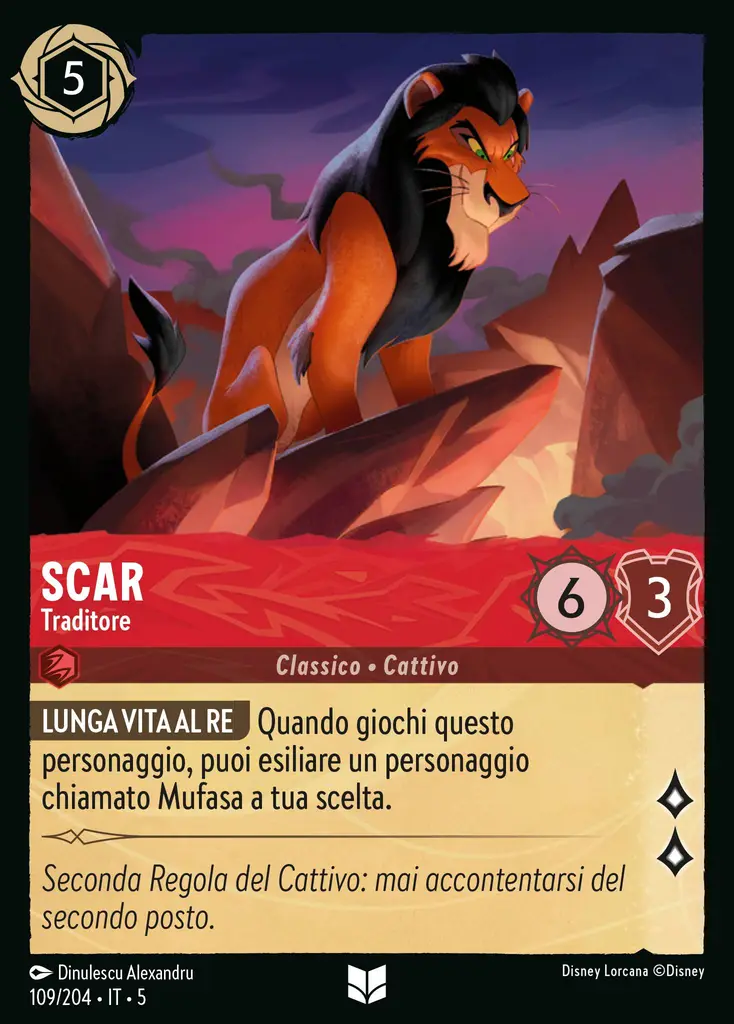 5
SCAR
Traditore
6
3
Classico • Cattivo
LUNGA VITA AL RE Quando giochi questo
personaggio, puoi esiliare un personaggio
chiamato Mufasa a tua scelta.
Seconda Regola del Cattivo: mai accontentarsi del
secondo posto.
Dinulescu Alexandru
109/204 • IT • 5
Disney Lorcana ©Disney